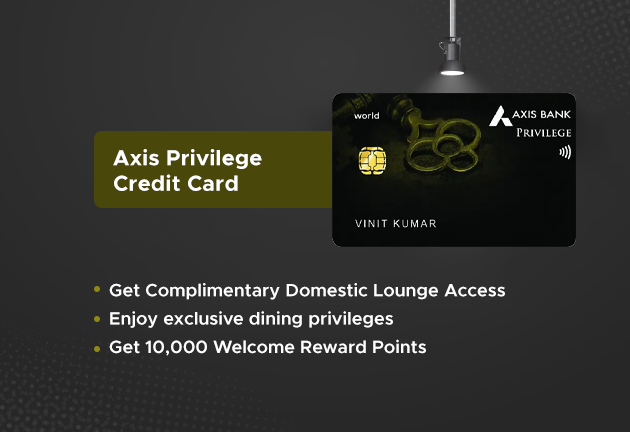 world
AXIS BANK
PRIVILEGE
Axis Privilege
Credit Card
VINIT KUMAR
Get Complimentary Domestic Lounge Access
Enjoy exclusive dining privileges
Get 10,000 Welcome Reward Points